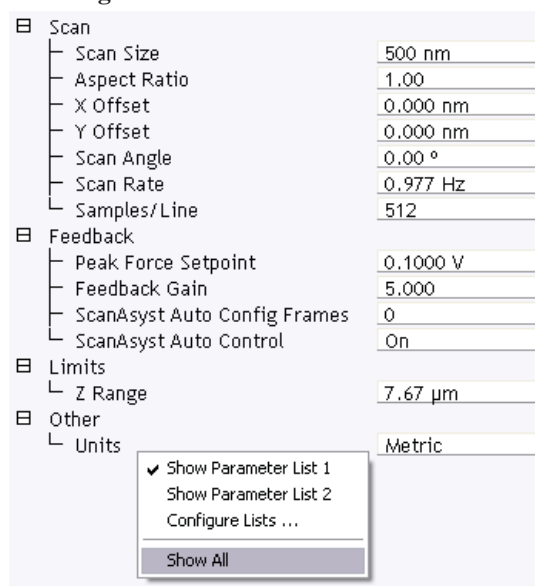 Scan
Scan Size 500 nm
Aspect Ratio 1.00
X Offset 0.000 nm
Y Offset 0.000 nm
Scan Angle 0.00 º
Scan Rate 0.977 Hz
Samples/Line 512
Feedback
Peak Force Setpoint 0.1000 V
Feedback Gain 5.000
ScanAsyst Auto Config Frames 0
ScanAsyst Auto Control On
Limits
Z Range 7.67 µm
Other
Units Metric
Show Parameter List 1
Show Parameter List 2
Configure Lists ...
Show All